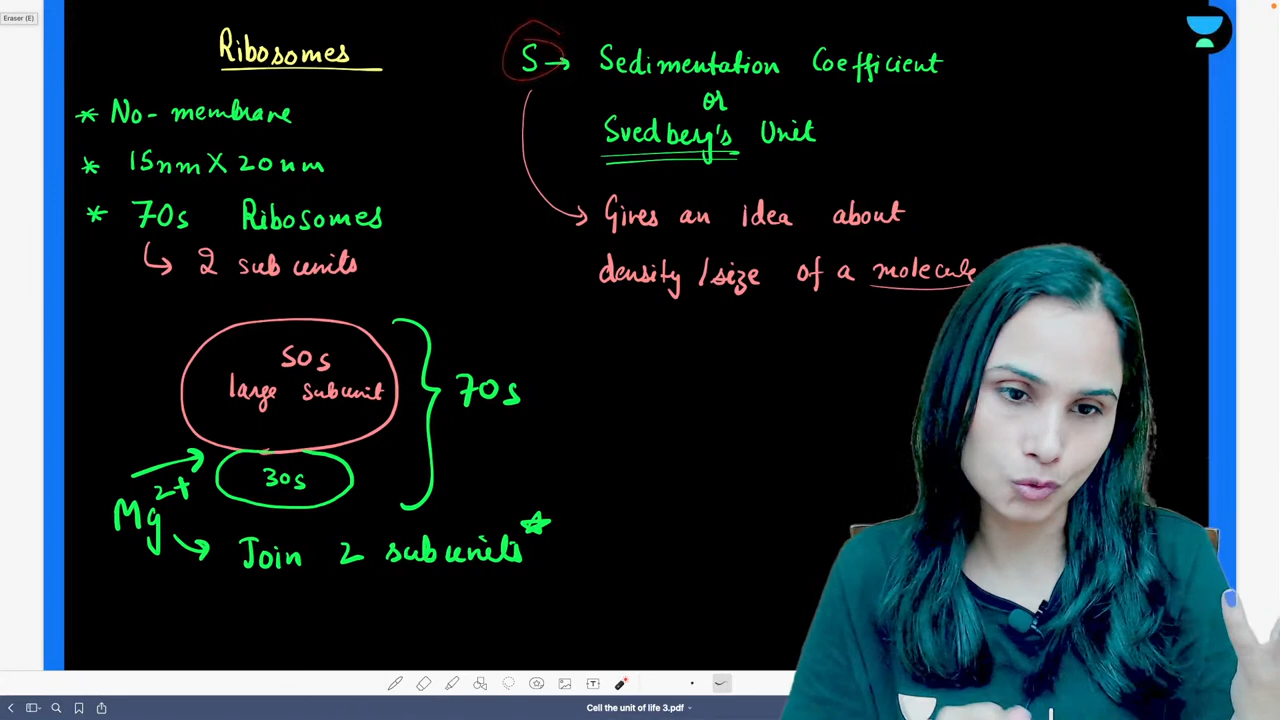 Eraser (E)
Ribosomes
* No-membrane
* 15nm X 20nm
* 70s Ribosomes
2 sub units
50s
large subunit
30s
70s
Mg2+
Join 2 subunits
S → Sedimentation Coefficient
or
Svedberg's Unit
Gives an idea about
density / size of a molecule
Cell the unit of life 3.pdf